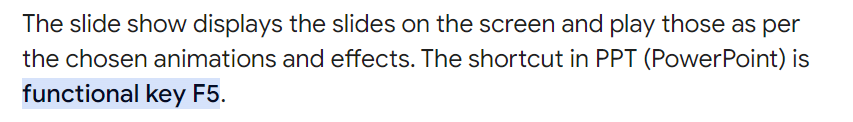 The slide show displays the slides on the screen and play those as per
the chosen animations and effects. The shortcut in PPT (PowerPoint) is
functional key F5.